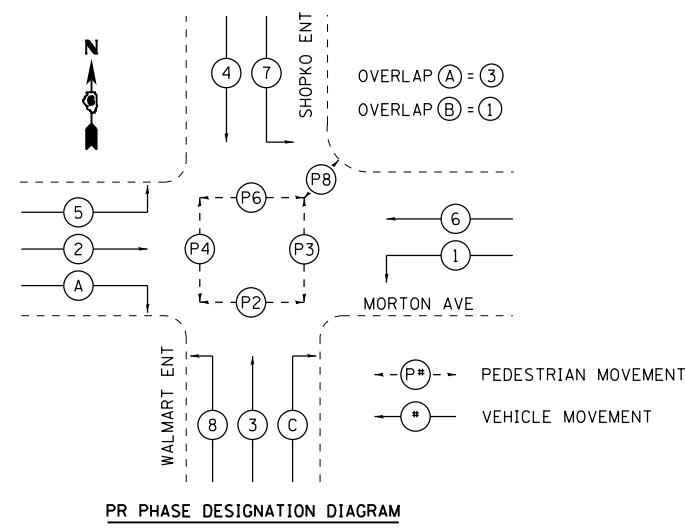 N
4
7
SHOPKO ENT
OVERLAP A = 3
OVERLAP B = 1
P8
P6
5
6
2
P4
P3
1
A
P2
MORTON AVE
WALMART ENT
P# PEDESTRIAN MOVEMENT
# VEHICLE MOVEMENT
8
3
C
PR PHASE DESIGNATION DIAGRAM